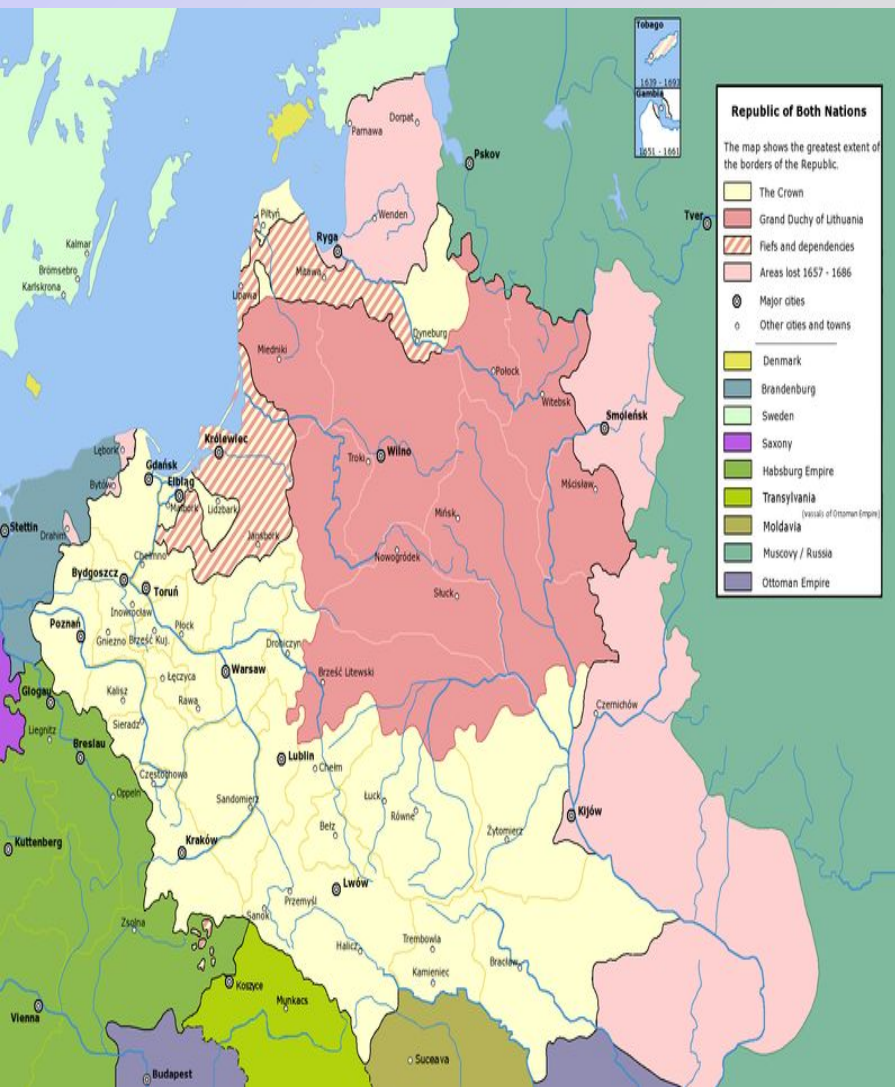 Tobago
1639 - 1693
Gambia
1651 - 1661
Republic of Both Nations
The map shows the greatest extent of
the borders of the Republic.
The Crown
Grand Duchy of Lithuania
Fiefs and dependencies
Areas lost 1657 - 1686
Major cities
Other cities and towns
Denmark
Brandenburg
Sweden
Saxony
Habsburg Empire
Transylvania
(vassals of Ottoman Empire)
Moldavia
Muscovy / Russia
Ottoman Empire
Parnawa
Dorpat
Pskov
Tver
Piltyń
Wenden
Ryga
Kalmar
Brömsebro
Karlskrona
Mitawa
Lipawa
Dyneburg
Miedniki
Połock
Witebsk
Smoleńsk
Królewiec
Lębork
Gdańsk
Troki
Wilno
Bytów
Elbląg
Malbork
Lidzbark
Mścisław
Stettin
Drahim
Mińsk
Jansbork
Chełmno
Nowogródek
Bydgoszcz
Toruń
Słuck
Inowrocław
Poznań
Gniezno
Brześć Kuj.
Płock
Drohiczyn
Warsaw
Brześć Litewski
Łęczyca
Glogau
Kalisz
Rawa
Czernichów
Sieradz
Liegnitz
Breslau
Lublin
Chełm
Częstochowa
Oppeln
Sandomierz
Łuck
Równe
Kijów
Bełz
Żytomierz
Kuttenberg
Kraków
Lwów
Przemyśl
Sanok
Zsolna
Halicz
Trembowla
Bracław
Kamieniec
Koszyce
Munkacs
Vienna
Suceava
Budapest